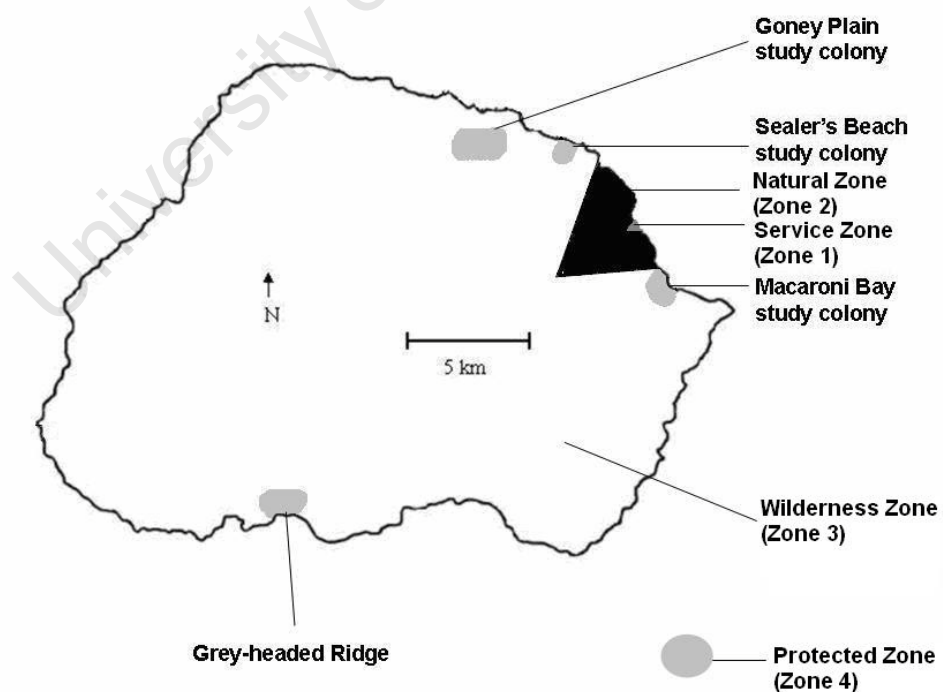 University
Goney Plain
study colony
Sealer's Beach
study colony
Natural Zone
(Zone 2)
Service Zone
(Zone 1)
Macaroni Bay
study colony
N
5 km
Wilderness Zone
(Zone 3)
Grey-headed Ridge
Protected Zone
(Zone 4)